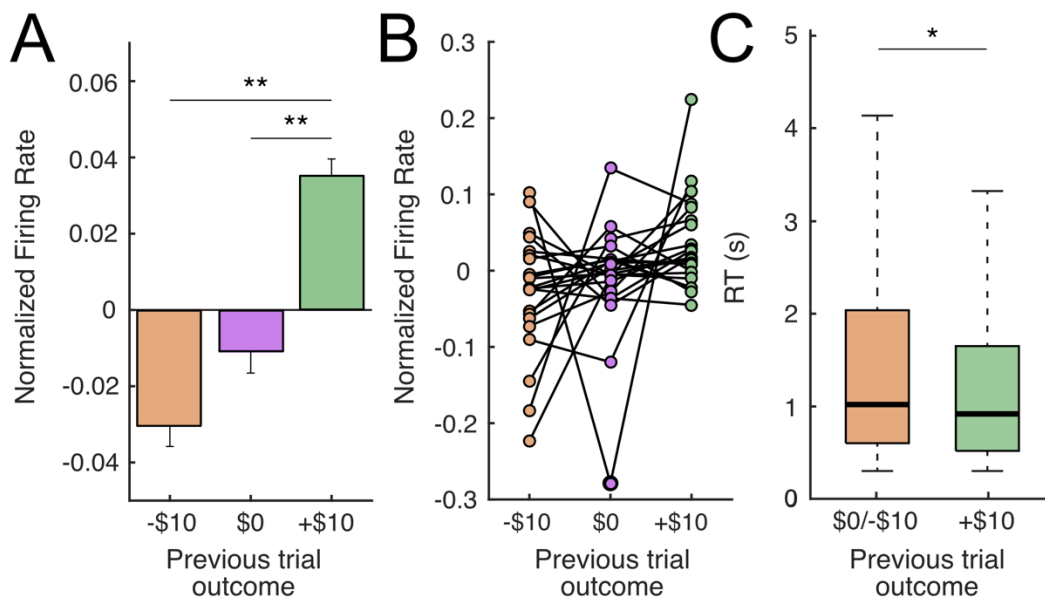 A
Normalized Firing Rate
0.06
0.04
0.02
0
-0.02
-0.04
**
**
-$10 $0 +$10
Previous trial
outcome
B
Normalized Firing Rate
0.3
0.2
0.1
0
-0.1
-0.2
-0.3
-$10 $0 +$10
Previous trial
outcome
C
RT (s)
5
4
3
2
1
0
*
$0/-$10 +$10
Previous trial
outcome